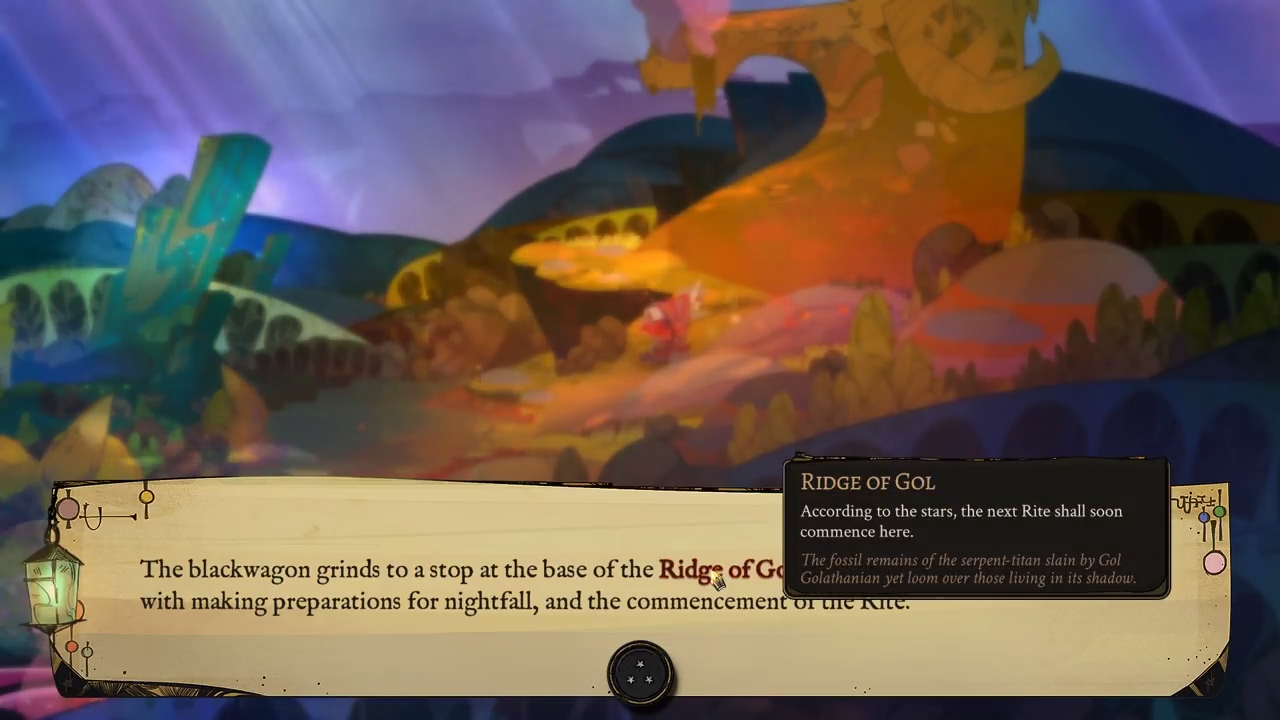 The blackwagon grinds to a stop at the base of the Ridge of Go
with making preparations for nightfall, and the commencement of the Rite.
RIDGE OF GOL
According to the stars, the next Rite shall soon
commence here.
The fossil remains of the serpent-titan slain by Gol
Golathanian yet loom over those living in its shadow.